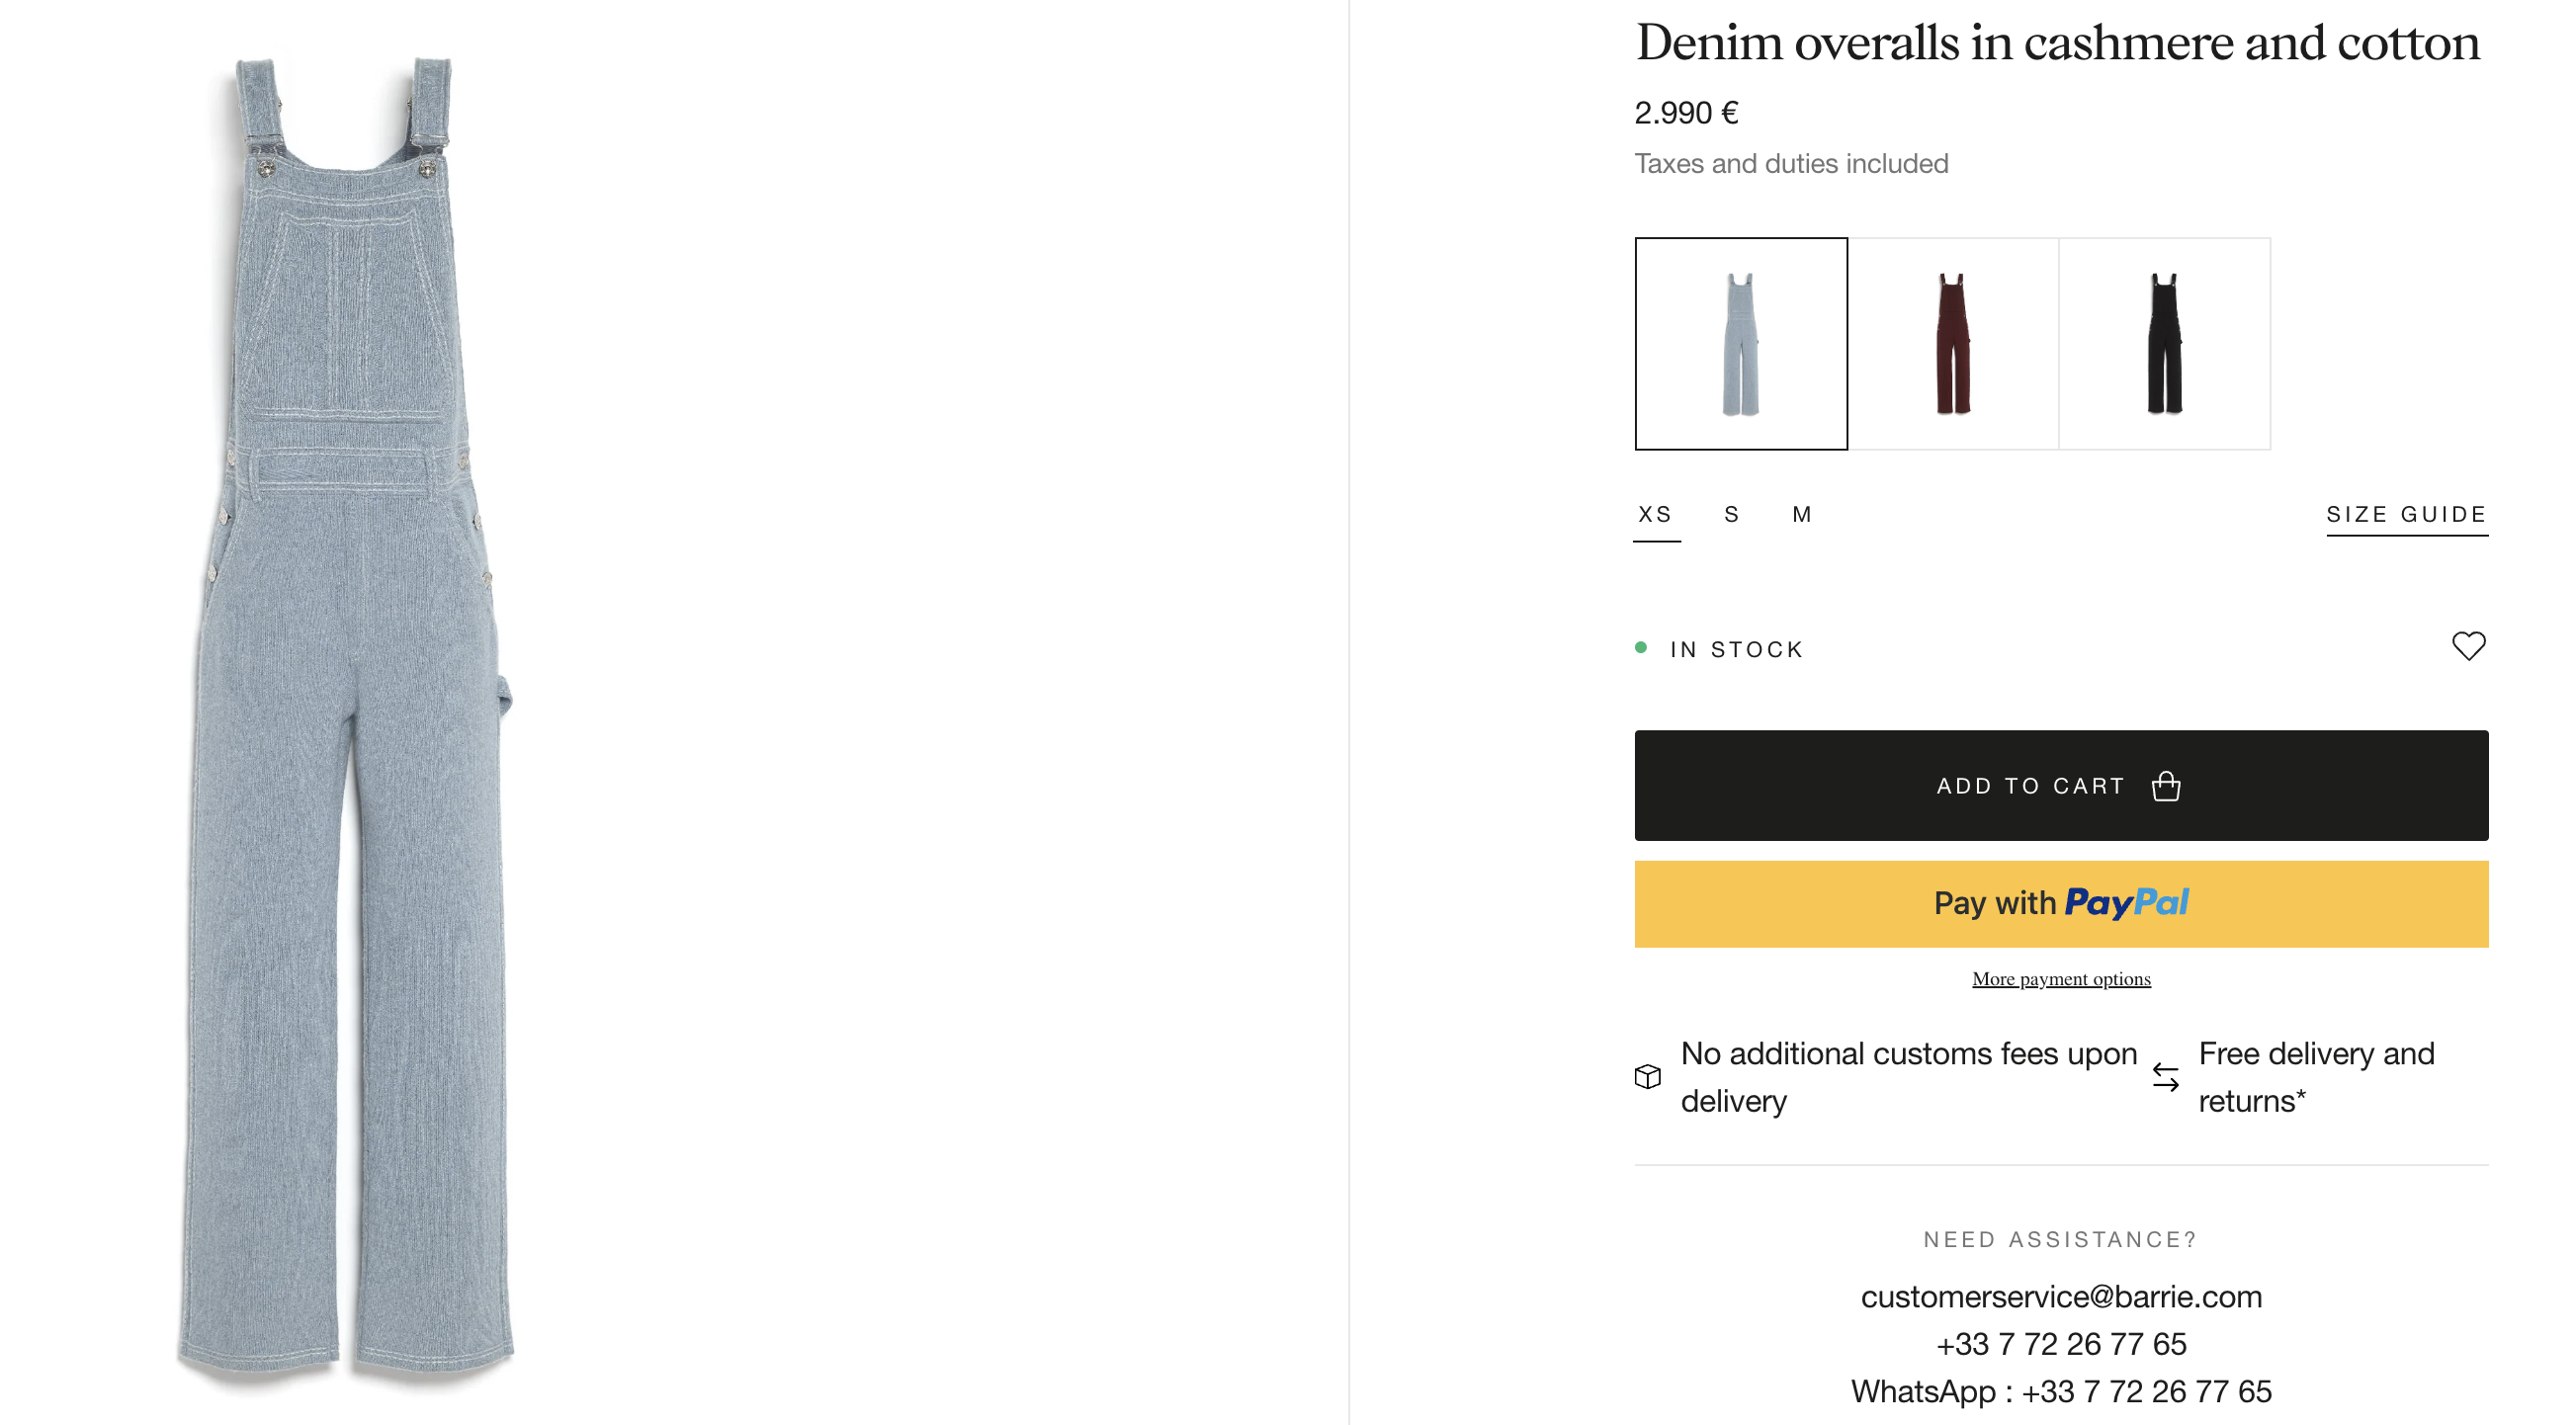 Denim overalls in cashmere and cotton
2.990 €
Taxes and duties included
XS S M SIZE GUIDE
IN STOCK
ADD TO CART
Pay with PayPal
More payment options
No additional customs fees upon
delivery
Free delivery and
returns*
NEED ASSISTANCE?
customerservice@barrie.com
+33 7 72 26 77 65
WhatsApp : +33 7 72 26 77 65